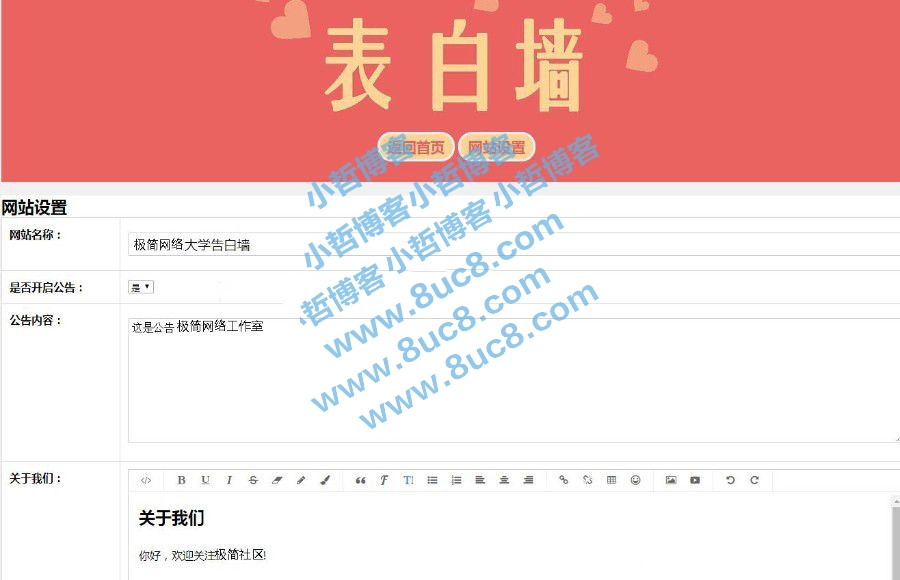 表白墙
返回首页 网站设置
小哲博客小哲博客
小哲博客小哲博客
小哲博客小哲博客
www.8uc8.com
www.8uc8.com
www.8uc8.com
网站设置
网站名称：
极简网络大学告白墙
是否开启公告：
是
公告内容：
这是公告 极简网络工作室
关于我们：
B U I S T!
关于我们
你好，欢迎关注极简社区!